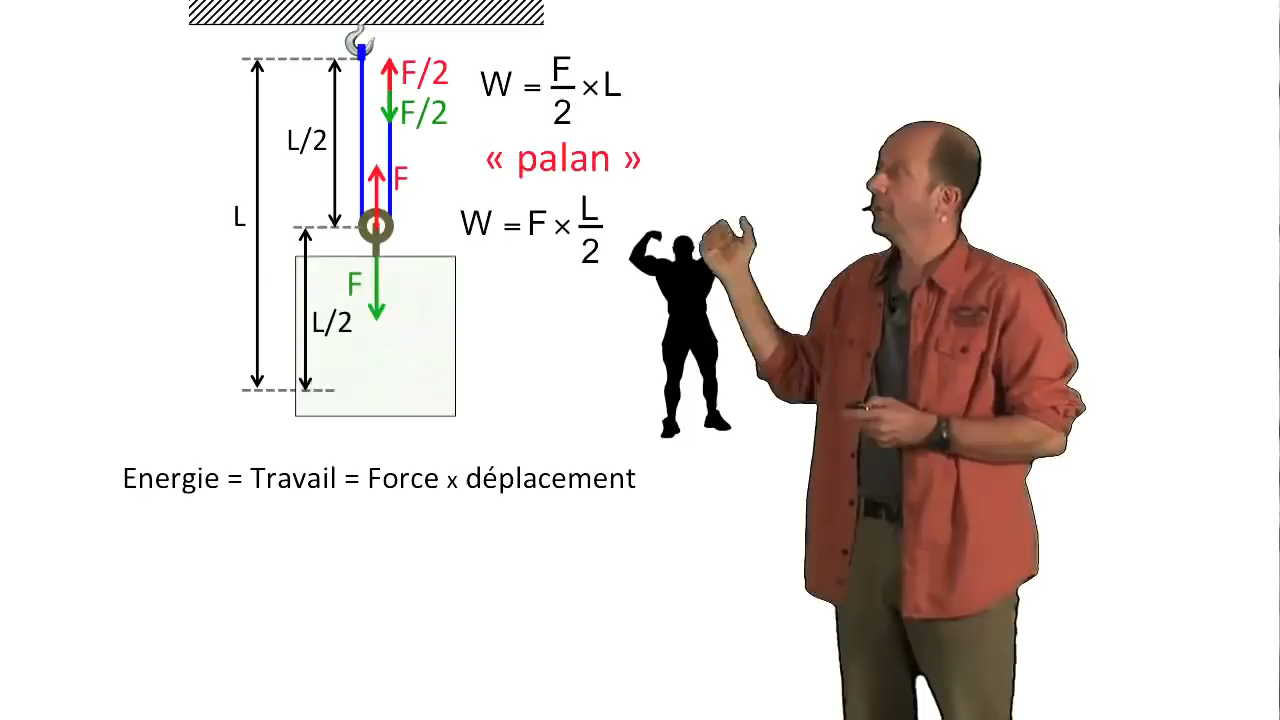 F/2
F/2
W = F/2 × L
L/2
« palan »
F
L
W = F × L/2
F
L/2
Energie = Travail = Force x déplacement